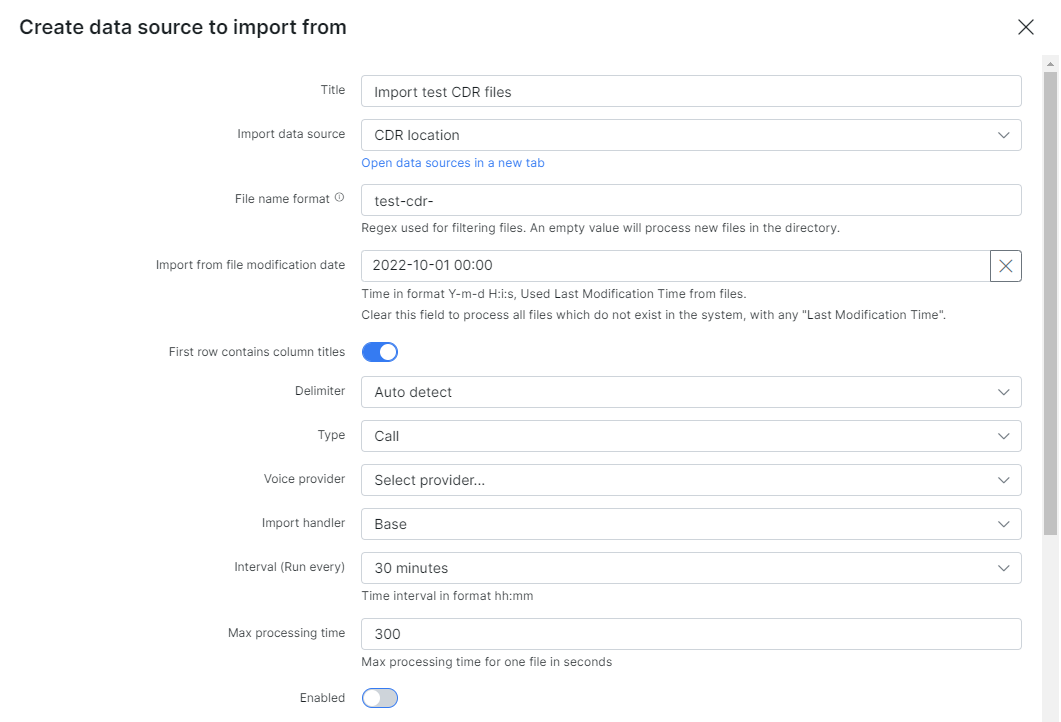 Create data source to import from
Title
Import test CDR files
Import data source
CDR location
Open data sources in a new tab
File name format
test-cdr-
Regex used for filtering files. An empty value will process new files in the directory.
Import from file modification date
2022-10-01 00:00
Time in format Y-m-d H:i:s, Used Last Modification Time from files.
Clear this field to process all files which do not exist in the system, with any "Last Modification Time".
First row contains column titles
Delimiter
Auto detect
Type
Call
Voice provider
Select provider...
Import handler
Base
Interval (Run every)
30 minutes
Time interval in format hh:mm
Max processing time
300
Max processing time for one file in seconds
Enabled